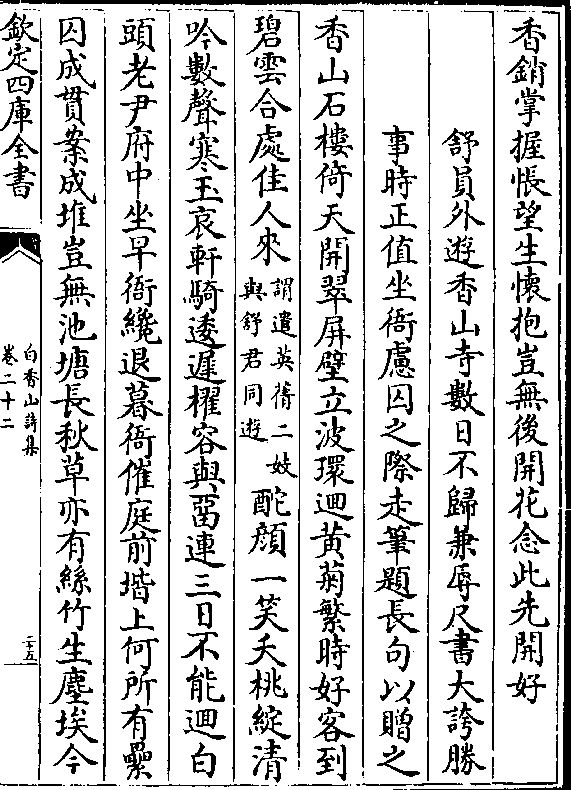 香銷掌握悵望生懷抱豈無後開花念此先開好
舒員外遊香山寺數日不歸兼辱尺書大誇勝
事時正值坐衙慮囚之際走筆題長句以贈之
香山石樓倚天開翠屏壁立波環迴黄菊繁時好客到
碧雲合處佳人來謂遣英蒨二妓與舒君同遊酡顔一笑夭桃綻清
吟數聲寒玉哀軒騎逶遲櫂容與畱連三日不能迴白
頭老尹府中坐早衙纔退暮衙催庭前堦上何所有纍
囚成貫案成堆豈無池塘長秋草亦有絲竹生塵埃今
欽定四庫全書
白香山詩集
卷二十二
二十五